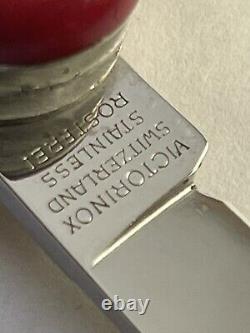 VICTORINOX
SWITZERLAND
STAINLESS
ROSTFREI